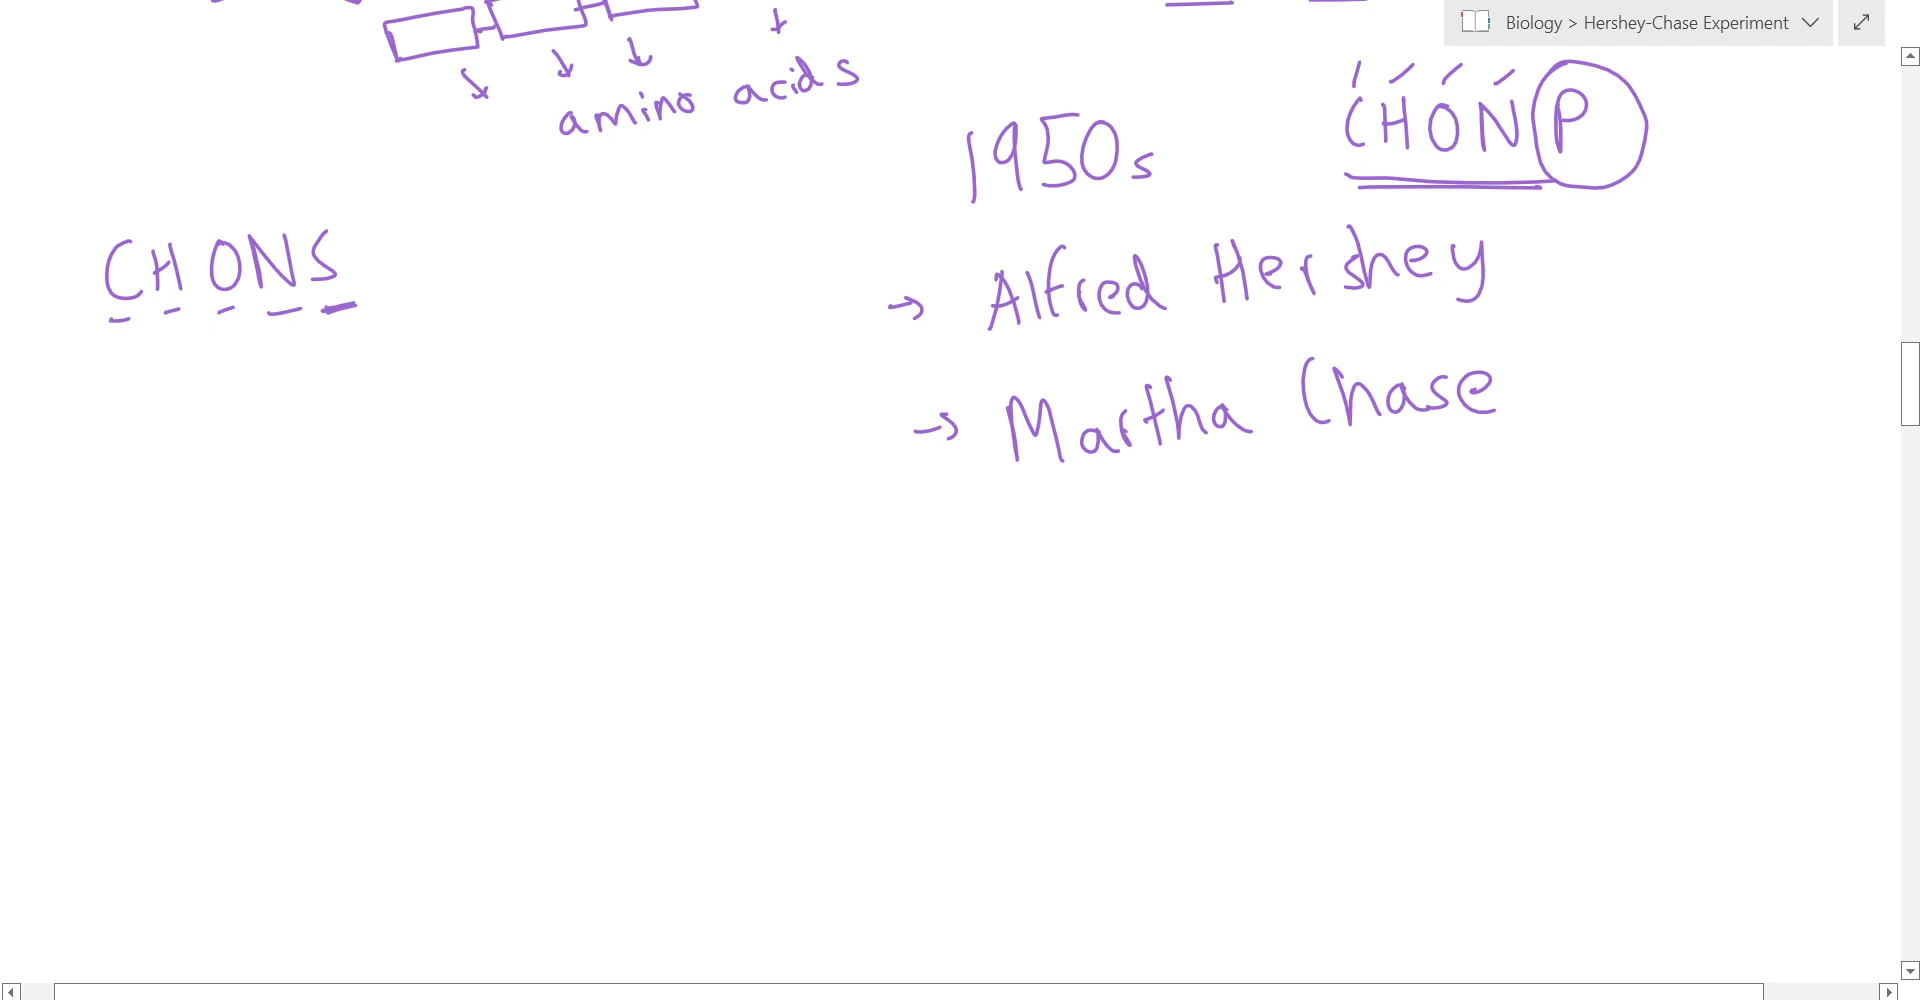 Biology > Hershey-Chase Experiment
amino acids
CHONP
1950s
CHONS
→ Alfred Hershey
→ Martha Chase